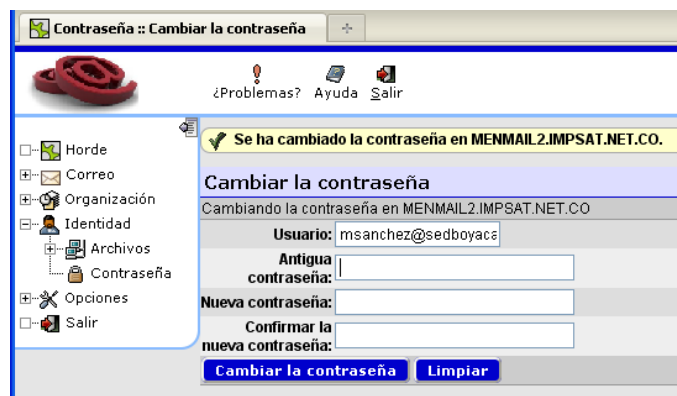 Contraseña :: Cambiar la contraseña
¿Problemas? Ayuda Salir
Horde
Correo
Organización
Identidad
Archivos
Contraseña
Opciones
Salir
Se ha cambiado la contraseña en MENMAIL2.IMPSAT.NET.CO.
Cambiar la contraseña
Cambiando la contraseña en MENMAIL2.IMPSAT.NET.CO
Usuario: msanchez@sedboyaca
Antigua
contraseña:
Nueva contraseña:
Confirmar la
nueva contraseña:
Cambiar la contraseña Limpiar